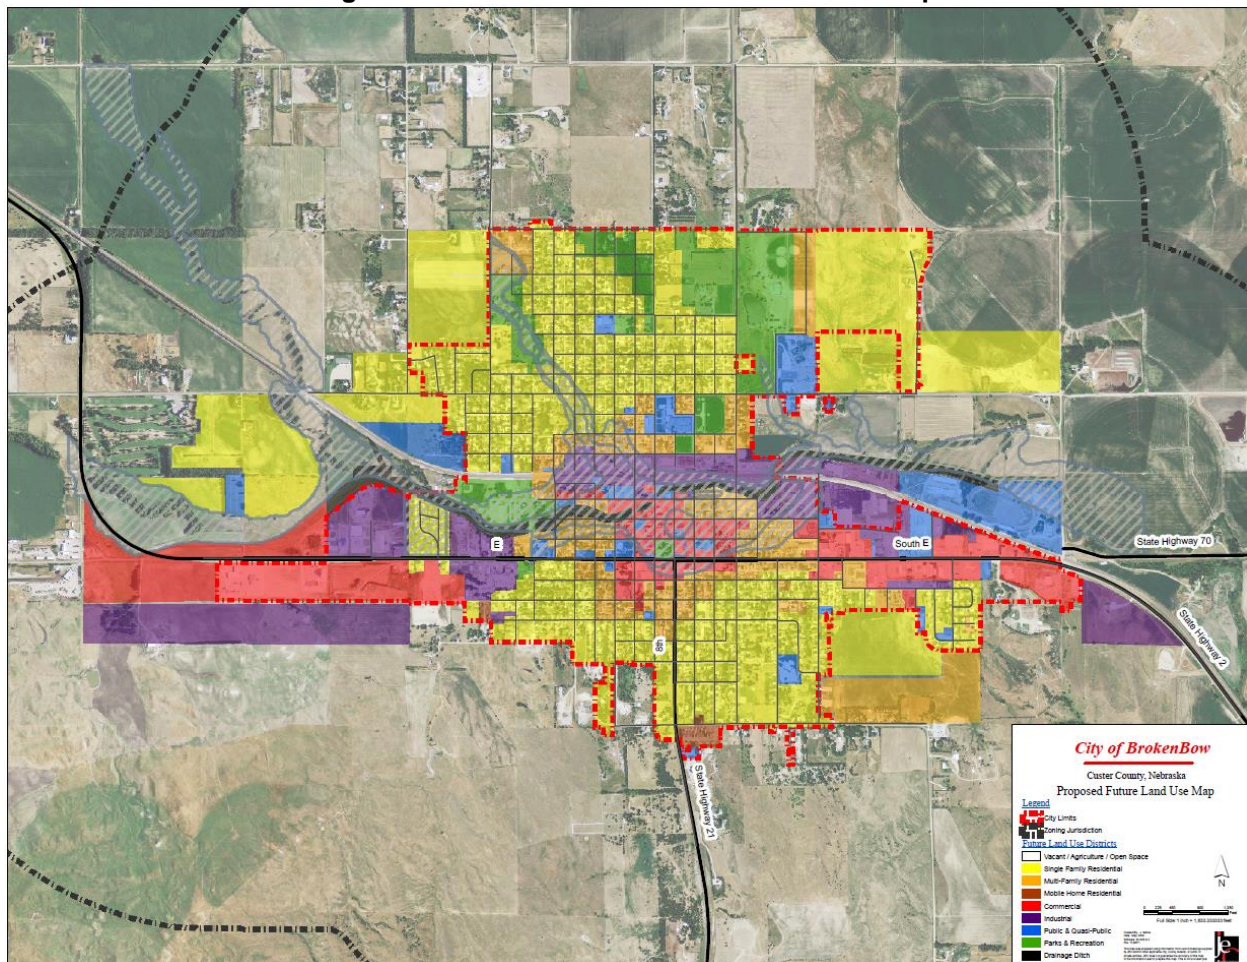 E
South E
State Highway 70
State Highway 2
8th
State Highway 21
City of BrokenBow
Custer County, Nebraska
Proposed Future Land Use Map
Legend
City Limits
Zoning Jurisdiction
Future Land Use Districts
Vacant / Agriculture / Open Space
Single Family Residential
Multi-Family Residential
Mobile Home Residential
Commercial
Industrial
Public & Quasi-Public
Parks & Recreation
Drainage Ditch
N